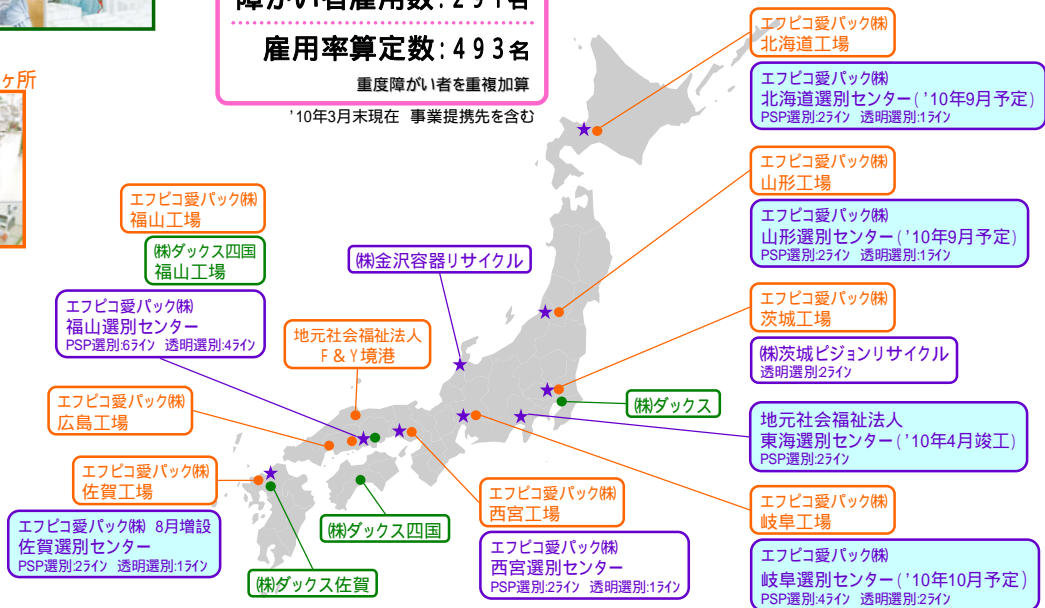 障がい者雇用数:291名
雇用率算定数:493名
重度障がい者を重複加算
'10年3月末現在 事業提携先を含む
ヶ所
エフピコ愛パック㈱
北海道工場
エフピコ愛パック㈱
北海道選別センター('10年9月予定)
PSP選別:2ライン 透明選別:1ライン
エフピコ愛パック㈱
山形工場
エフピコ愛パック㈱
山形選別センター('10年9月予定)
PSP選別:2ライン 透明選別:1ライン
エフピコ愛パック㈱
茨城工場
㈱茨城ピジョンリサイクル
透明選別:2ライン
㈱ダックス
地元社会福祉法人
東海選別センター('10年4月竣工)
PSP選別:2ライン
エフピコ愛パック㈱
岐阜工場
エフピコ愛パック㈱
岐阜選別センター('10年10月予定)
PSP選別:4ライン 透明選別:2ライン
エフピコ愛パック㈱
福山工場
㈱ダックス四国
福山工場
エフピコ愛パック㈱
福山選別センター
PSP選別:6ライン 透明選別:4ライン
㈱金沢容器リサイクル
地元社会福祉法人
F&Y境港
エフピコ愛パック㈱
広島工場
エフピコ愛パック㈱
佐賀工場
エフピコ愛パック㈱ 8月増設
佐賀選別センター
PSP選別:2ライン 透明選別:1ライン
㈱ダックス四国
㈱ダックス佐賀
エフピコ愛パック㈱
西宮工場
エフピコ愛パック㈱
西宮選別センター
PSP選別:2ライン 透明選別:1ライン